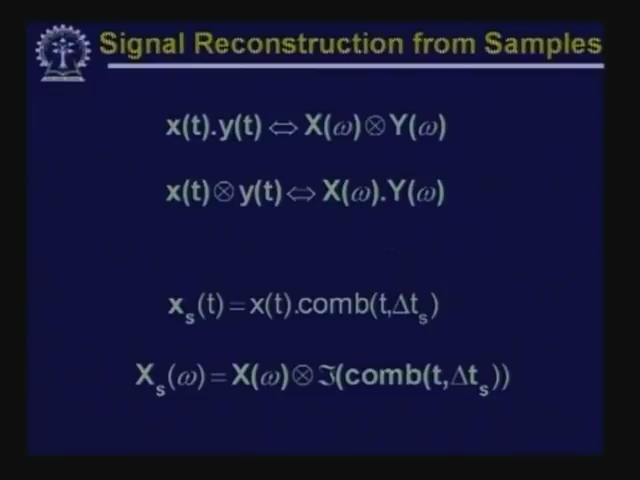 Signal Reconstruction from Samples
x(t).y(t) ⇔ X(ω)⊗Y(ω)
x(t)⊗y(t) ⇔ X(ω).Y(ω)
xₛ(t) = x(t).comb(t,Δtₛ)
Xₛ(ω) = X(ω)⊗ℑ(comb(t,Δtₛ))